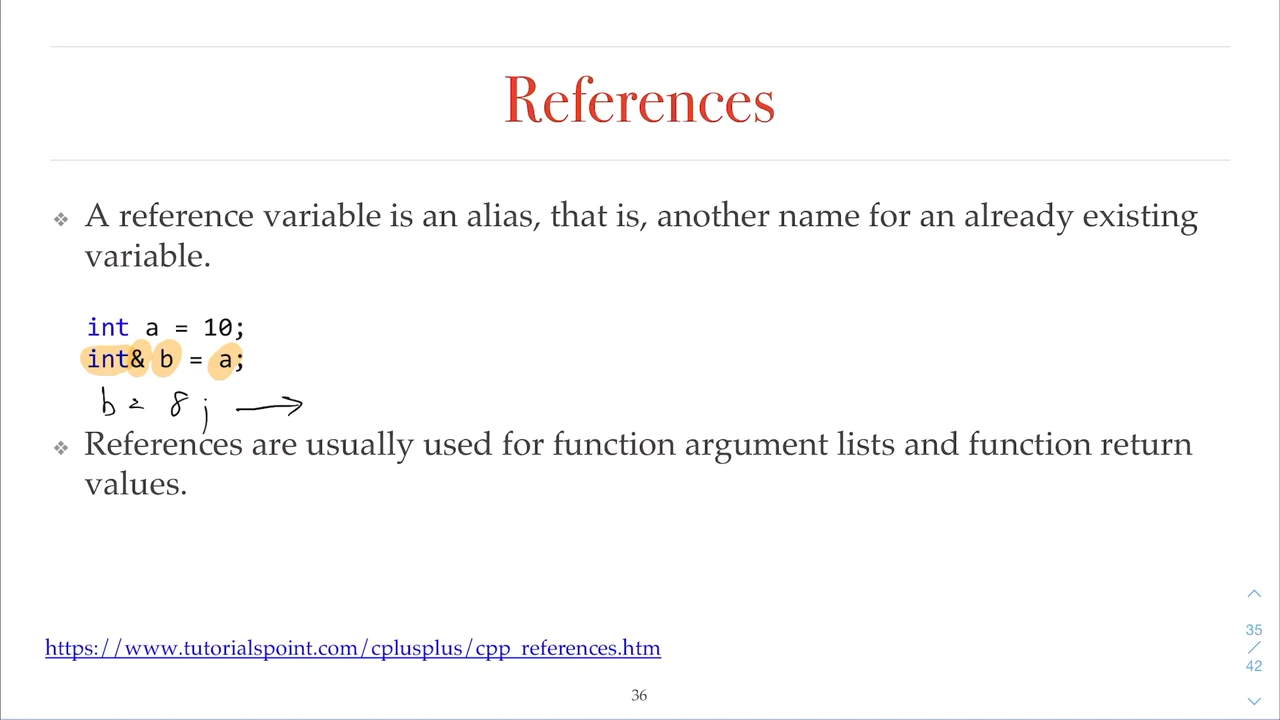 References
❖ A reference variable is an alias, that is, another name for an already existing
variable.
int a = 10;
int& b = a;
b = 8; →
❖ References are usually used for function argument lists and function return
values.
https://www.tutorialspoint.com/cplusplus/cpp_references.htm
36
35
/
42